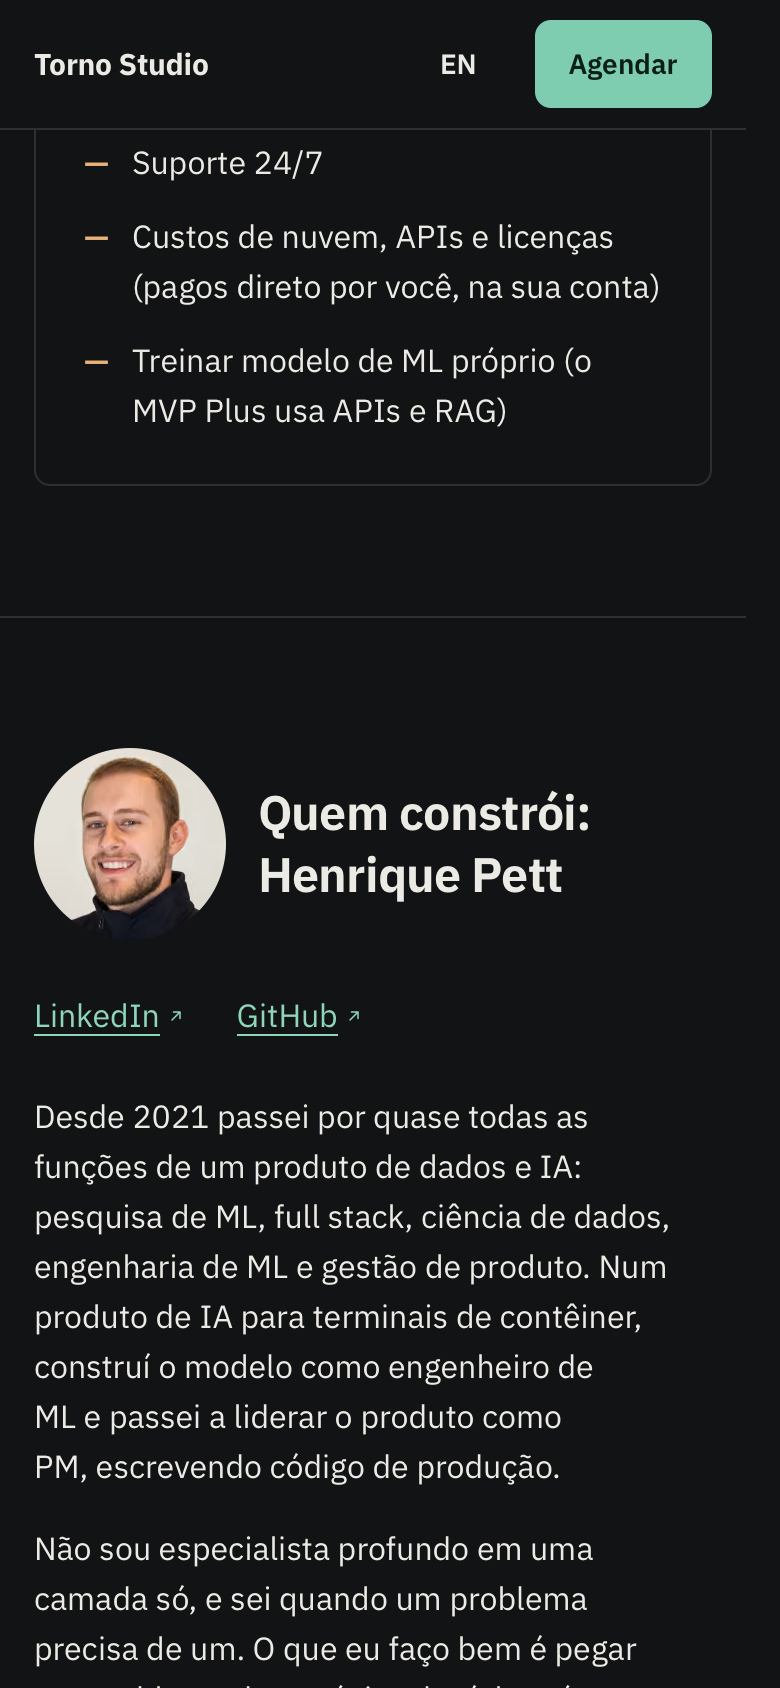 Torno Studio
EN
Agendar
Suporte 24/7
Custos de nuvem, APIs e licenças
(pagos direto por você, na sua conta)
Treinar modelo de ML próprio (o
MVP Plus usa APIs e RAG)
Quem constrói:
Henrique Pett
LinkedIn ↗
GitHub ↗
Desde 2021 passei por quase todas as
funções de um produto de dados e IA:
pesquisa de ML, full stack, ciência de dados,
engenharia de ML e gestão de produto. Num
produto de IA para terminais de contêiner,
construí o modelo como engenheiro de
ML e passei a liderar o produto como
PM, escrevendo código de produção.
Não sou especialista profundo em uma
camada só, e sei quando um problema
precisa de um. O que eu faço bem é pegar